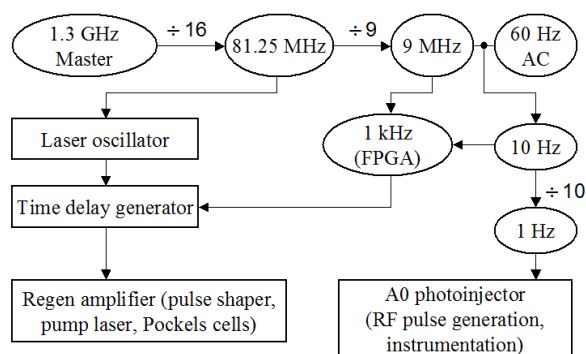 1.3 GHz
Master
÷16
81.25 MHz
÷9
9 MHz
60 Hz
AC
Laser oscillator
1 kHz
(FPGA)
10 Hz
÷10
Time delay generator
1 Hz
Regen amplifier (pulse shaper,
pump laser, Pockels cells)
A0 photoinjector
(RF pulse generation,
instrumentation)